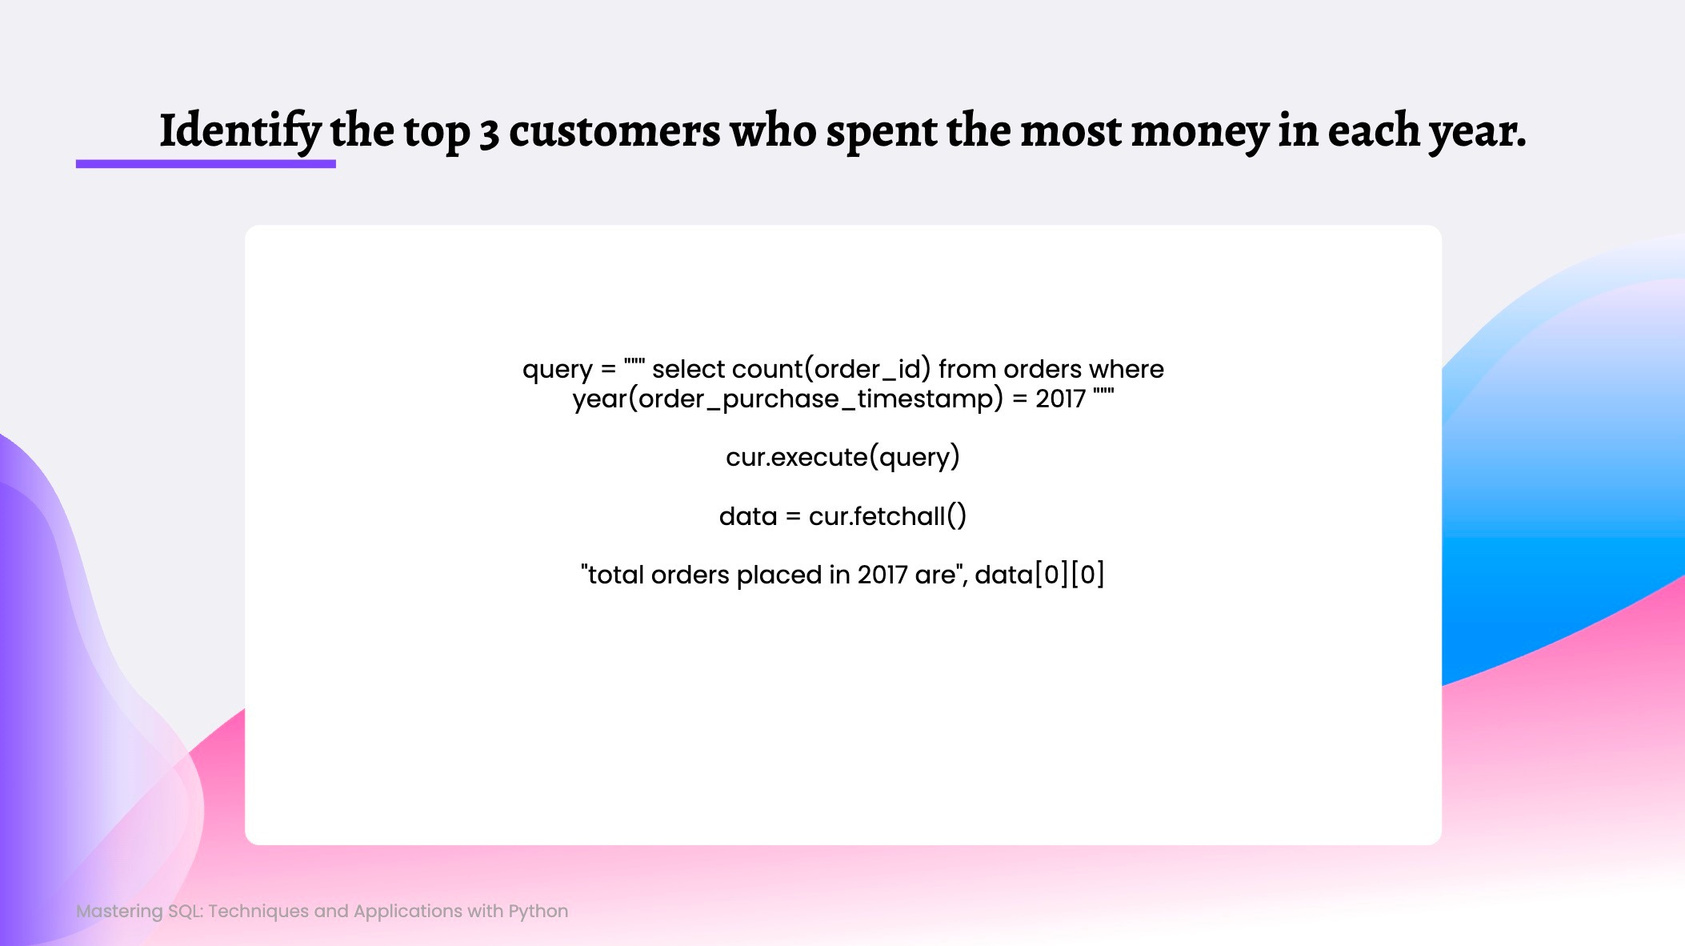 Identify the top 3 customers who spent the most money in each year.
query = """ select count(order_id) from orders where
year(order_purchase_timestamp) = 2017 """
cur.execute(query)
data = cur.fetchall()
"total orders placed in 2017 are", data[0][0]
Mastering SQL: Techniques and Applications with Python